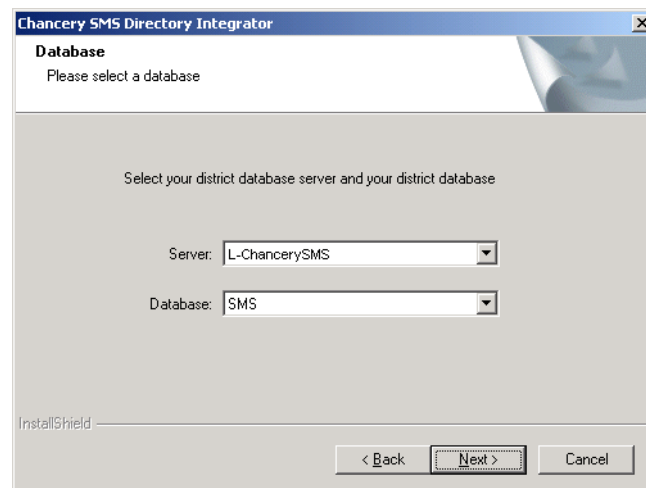 Chancery SMS Directory Integrator
Database
Please select a database
Select your district database server and your district database
Server: L-ChancerySMS
Database: SMS
InstallShield
< Back Next > Cancel